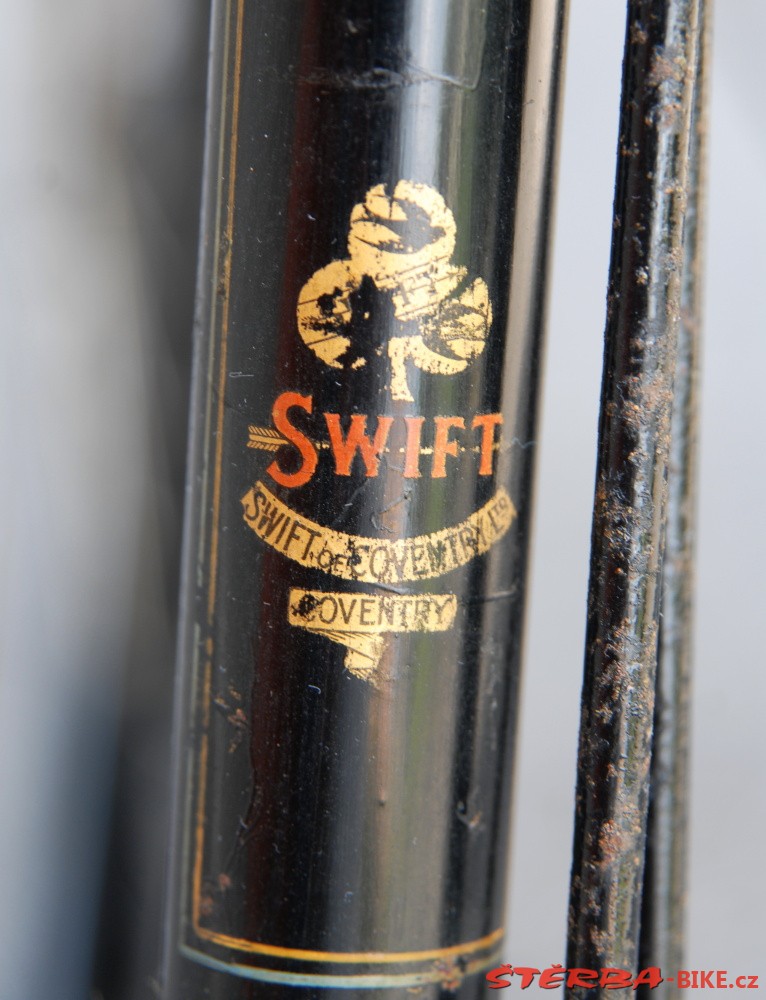 SWIFT
SWIFT OF COVENTRY LTD
COVENTRY
ŠTĚRBA-BIKE.cz